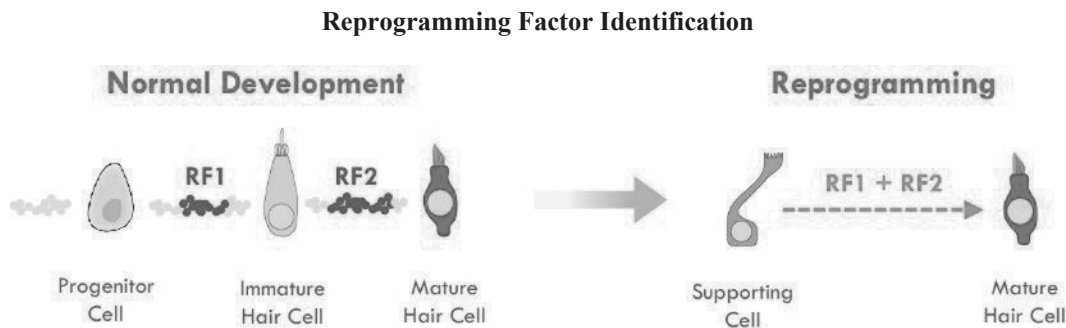 Reprogramming Factor Identification
Normal Development
Reprogramming
RF1
RF2
RF1 + RF2
Progenitor
Cell
Immature
Hair Cell
Mature
Hair Cell
Supporting
Cell
Mature
Hair Cell